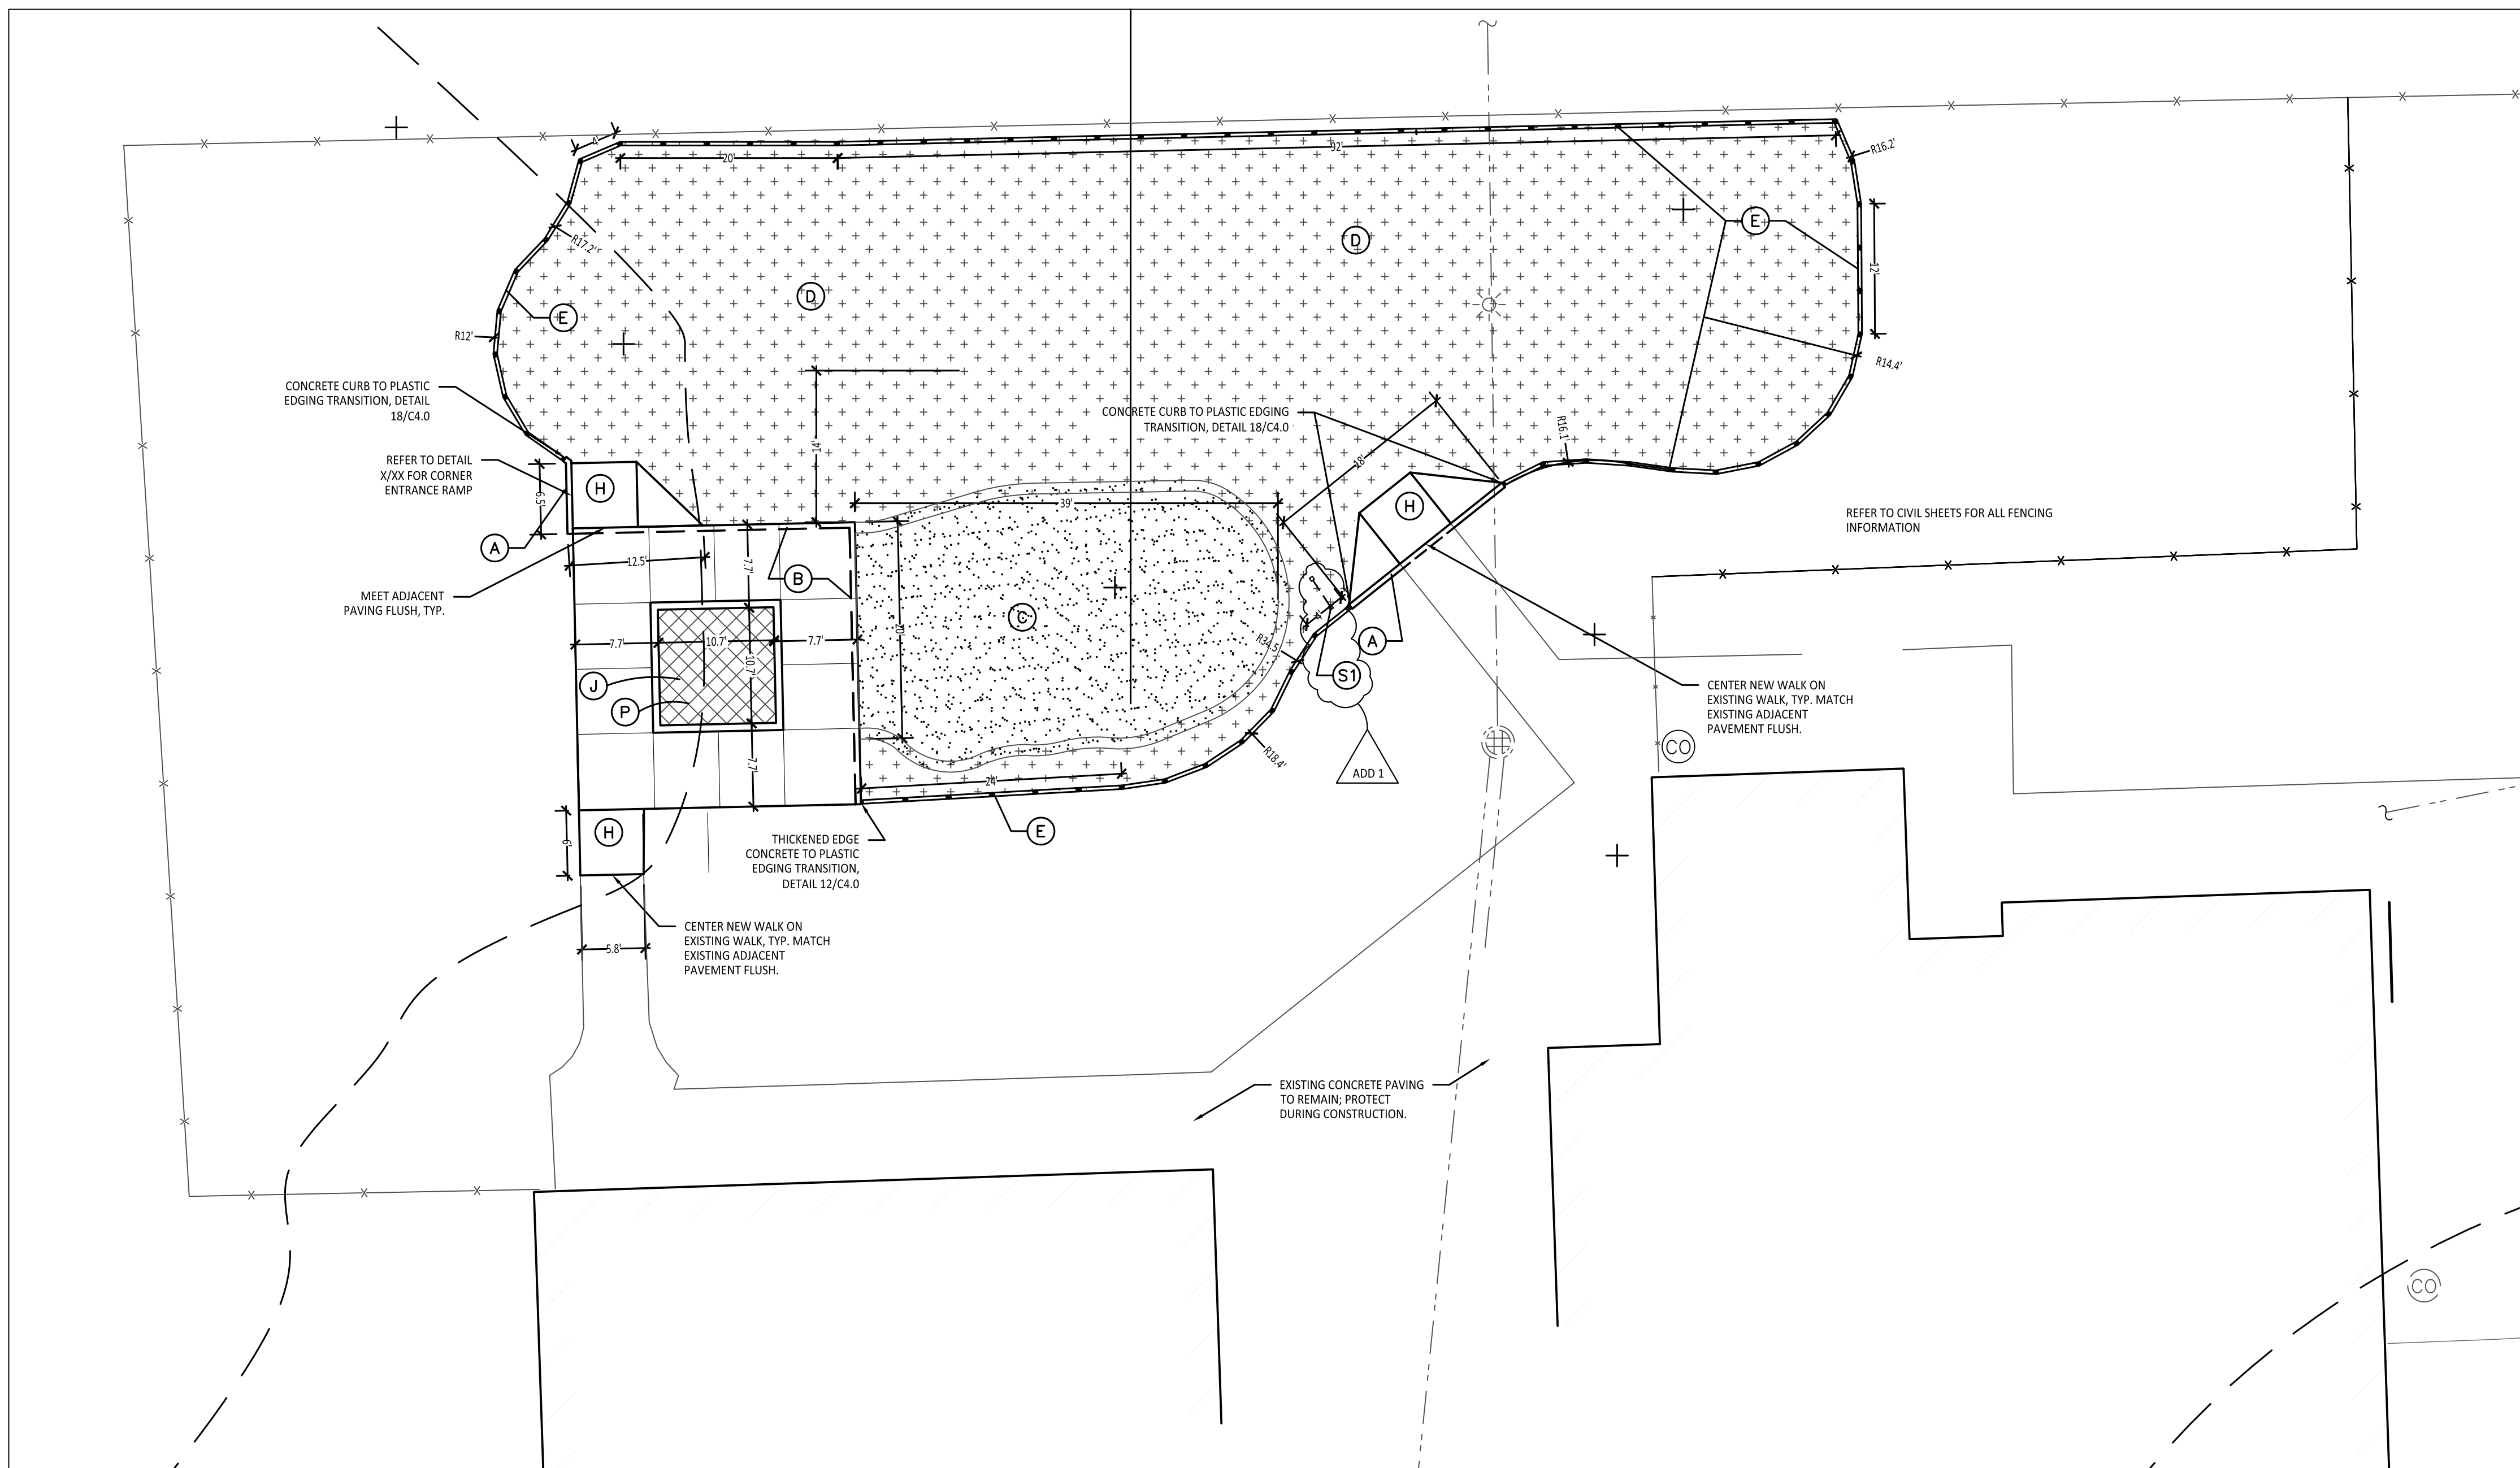 4'
20'
92'
R16.2'
R17.2'
E
D
D
E
12'
R12'
R14.4'
CONCRETE CURB TO PLASTIC
EDGING TRANSITION, DETAIL
18/C4.0
14'
CONCRETE CURB TO PLASTIC EDGING
TRANSITION, DETAIL 18/C4.0
R16.1'
18'
REFER TO DETAIL
X/XX FOR CORNER
ENTRANCE RAMP
H
6.5'
39'
H
REFER TO CIVIL SHEETS FOR ALL FENCING
INFORMATION
A
12.5'
7.7'
B
MEET ADJACENT
PAVING FLUSH, TYP.
C
20'
4'
7.7'
10.7'
7.7'
10.7'
R34.5
A
S1
J
P
CENTER NEW WALK ON
EXISTING WALK, TYP. MATCH
EXISTING ADJACENT
PAVEMENT FLUSH.
CO
7.7'
24'
R18.4'
ADD 1
H
6'
E
THICKENED EDGE
CONCRETE TO PLASTIC
EDGING TRANSITION,
DETAIL 12/C4.0
CENTER NEW WALK ON
EXISTING WALK, TYP. MATCH
EXISTING ADJACENT
PAVEMENT FLUSH.
5.8'
EXISTING CONCRETE PAVING
TO REMAIN; PROTECT
DURING CONSTRUCTION.
CO